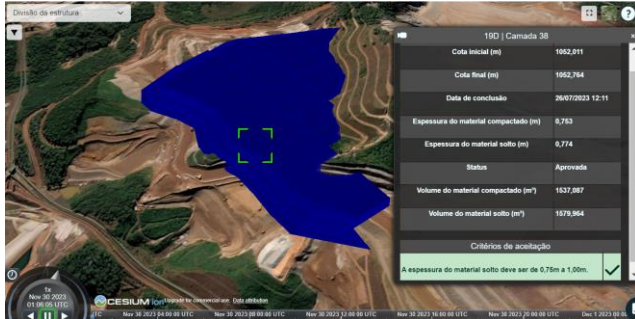 Divisão da estrutura
19D | Camada 38
Cota inicial (m) 1052,011
Cota final (m) 1052,764
Data de conclusão 26/07/2023 12:11
Espessura do material compactado (m) 0,753
Espessura do material solto (m) 0,774
Status Aprovada
Volume do material compactado (m³) 1537,087
Volume do material solto (m³) 1579,964
Critérios de aceitação
A espessura do material solto deve ser de 0,75m a 1,00m.
1x
Nov 30 2023
01:06:05 UTC
CESIUM ion Upgrade for commercial use. Data attribution
UTC Nov 30 2023 04:00:00 UTC Nov 30 2023 08:00:00 UTC Nov 30 2023 12:00:00 UTC Nov 30 2023 16:00:00 UTC Nov 30 2023 20:00:00 UTC Dec 1 2023